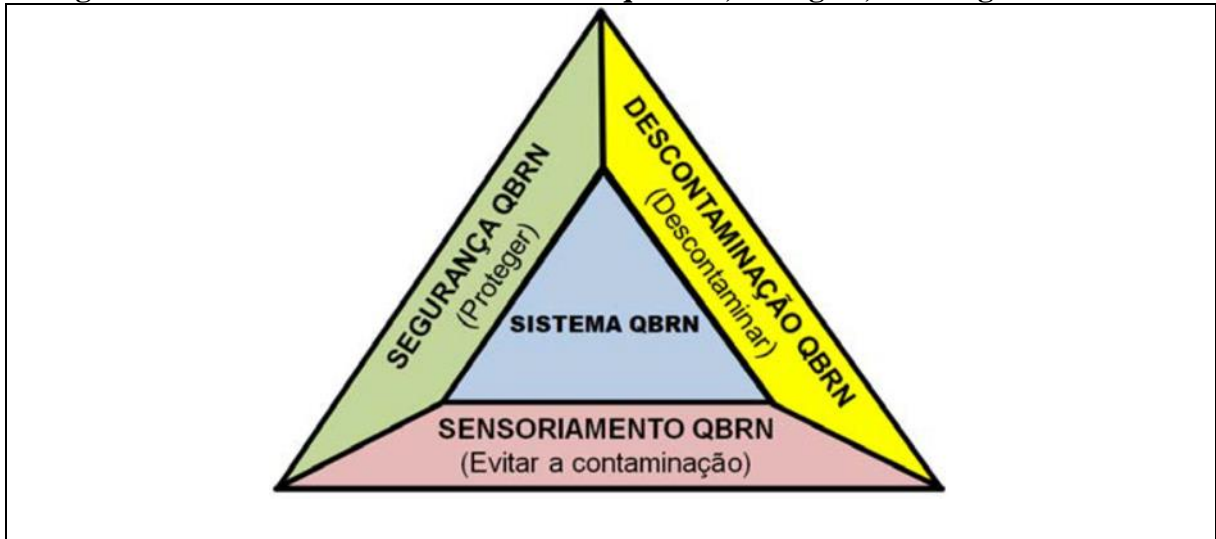 SEGURANÇA QBRN
(Proteger)
DESCONTAMINAÇÃO QBRN
(Descontaminar)
SISTEMA QBRN
SENSORIAMENTO QBRN
(Evitar a contaminação)